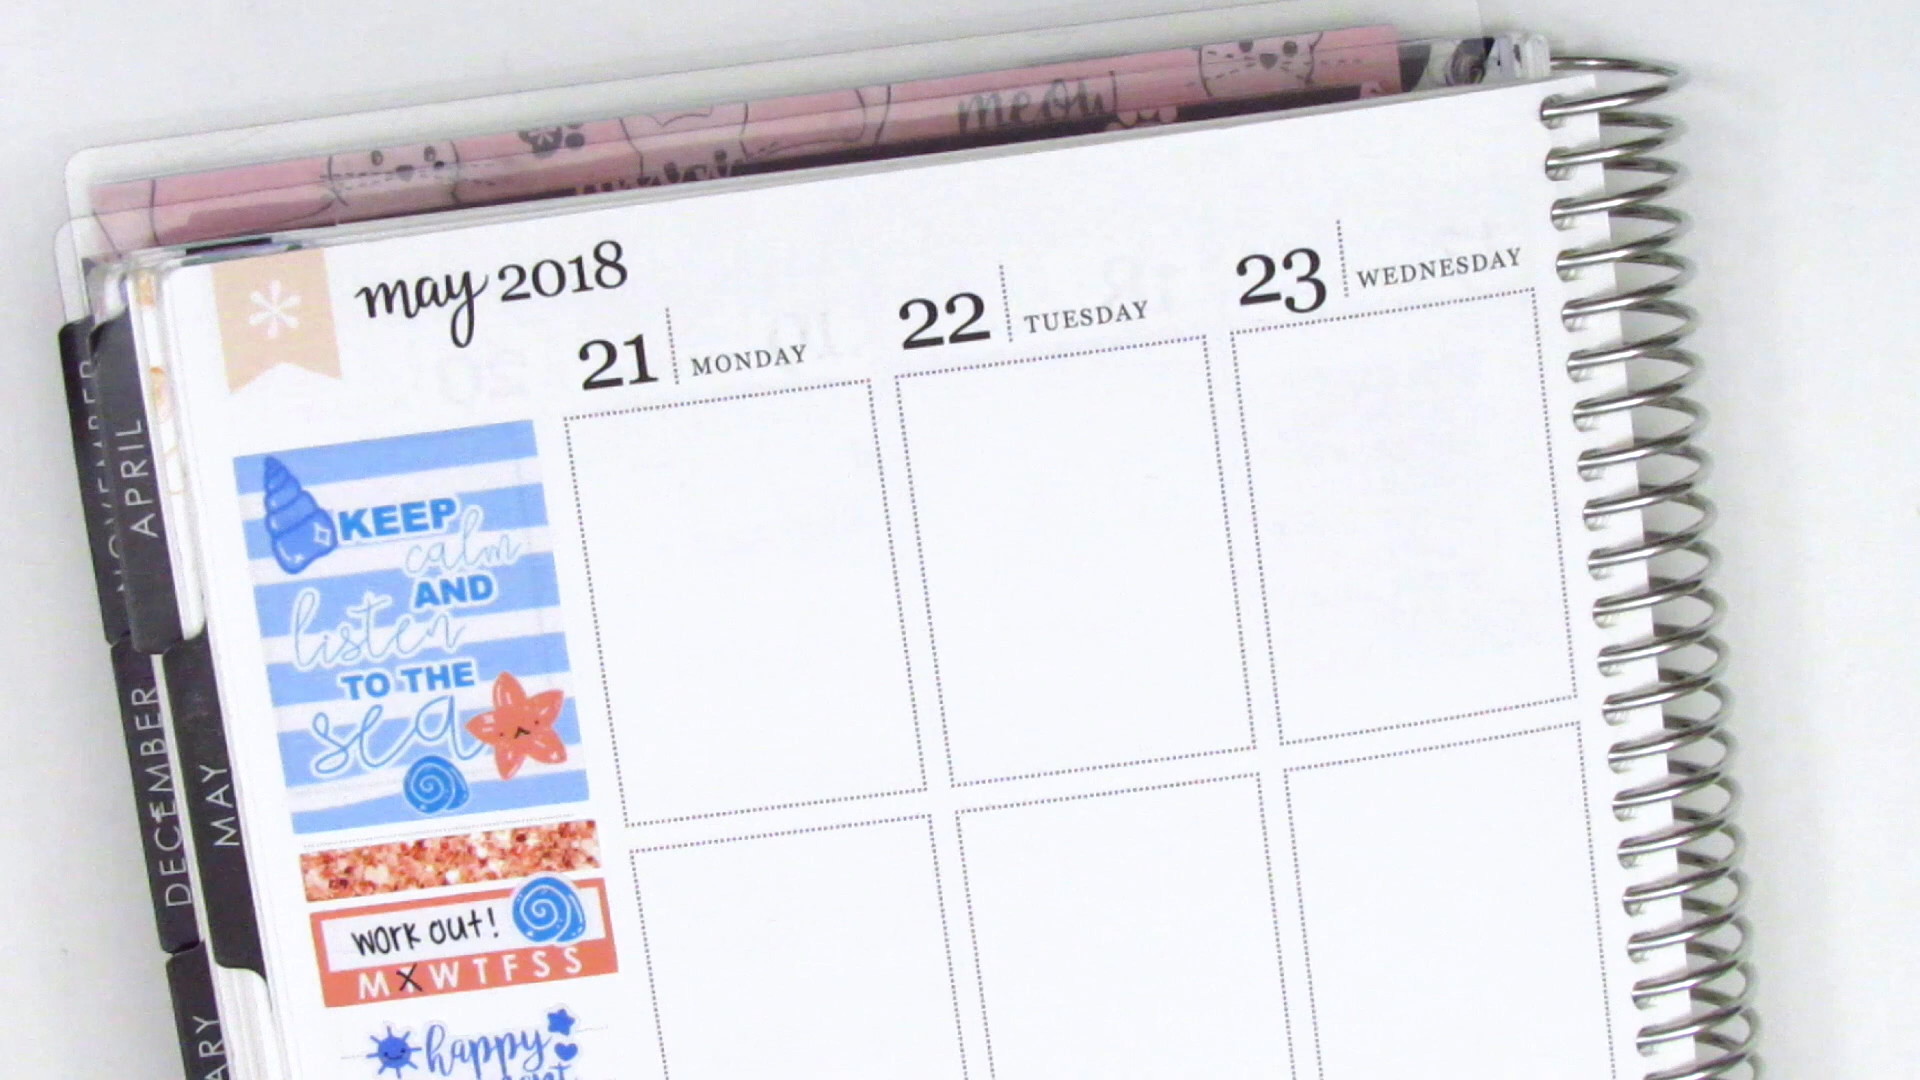 meow
may 2018
21 MONDAY
22 TUESDAY
23 WEDNESDAY
APRIL
NOVEMBER
DECEMBER
MAY
KEEP
calm
AND
listen
TO THE
sea
work out!
M X W T F S S
happy